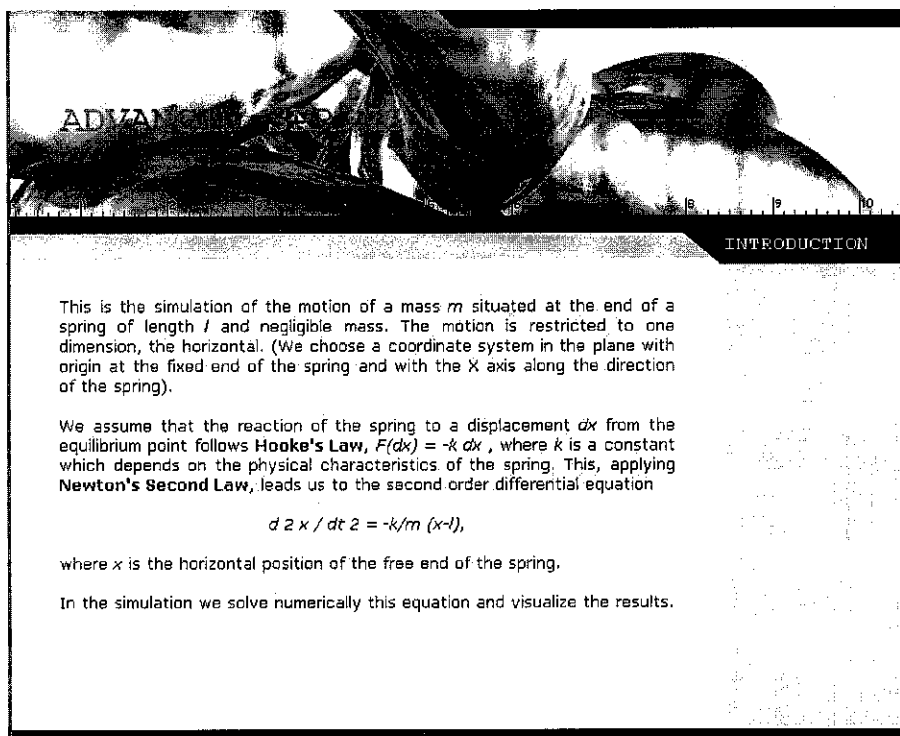 8 9 10
INTRODUCTION
This is the simulation of the motion of a mass m situated at the end of a
spring of length l and negligible mass. The motion is restricted to one
dimension, the horizontal. (We choose a coordinate system in the plane with
origin at the fixed end of the spring and with the X axis along the direction
of the spring).
We assume that the reaction of the spring to a displacement dx from the
equilibrium point follows Hooke's Law, F(dx) = -k dx , where k is a constant
which depends on the physical characteristics of the spring. This, applying
Newton's Second Law, leads us to the second order differential equation
d 2 x / dt 2 = -k/m (x-l),
where x is the horizontal position of the free end of the spring.
In the simulation we solve numerically this equation and visualize the results.